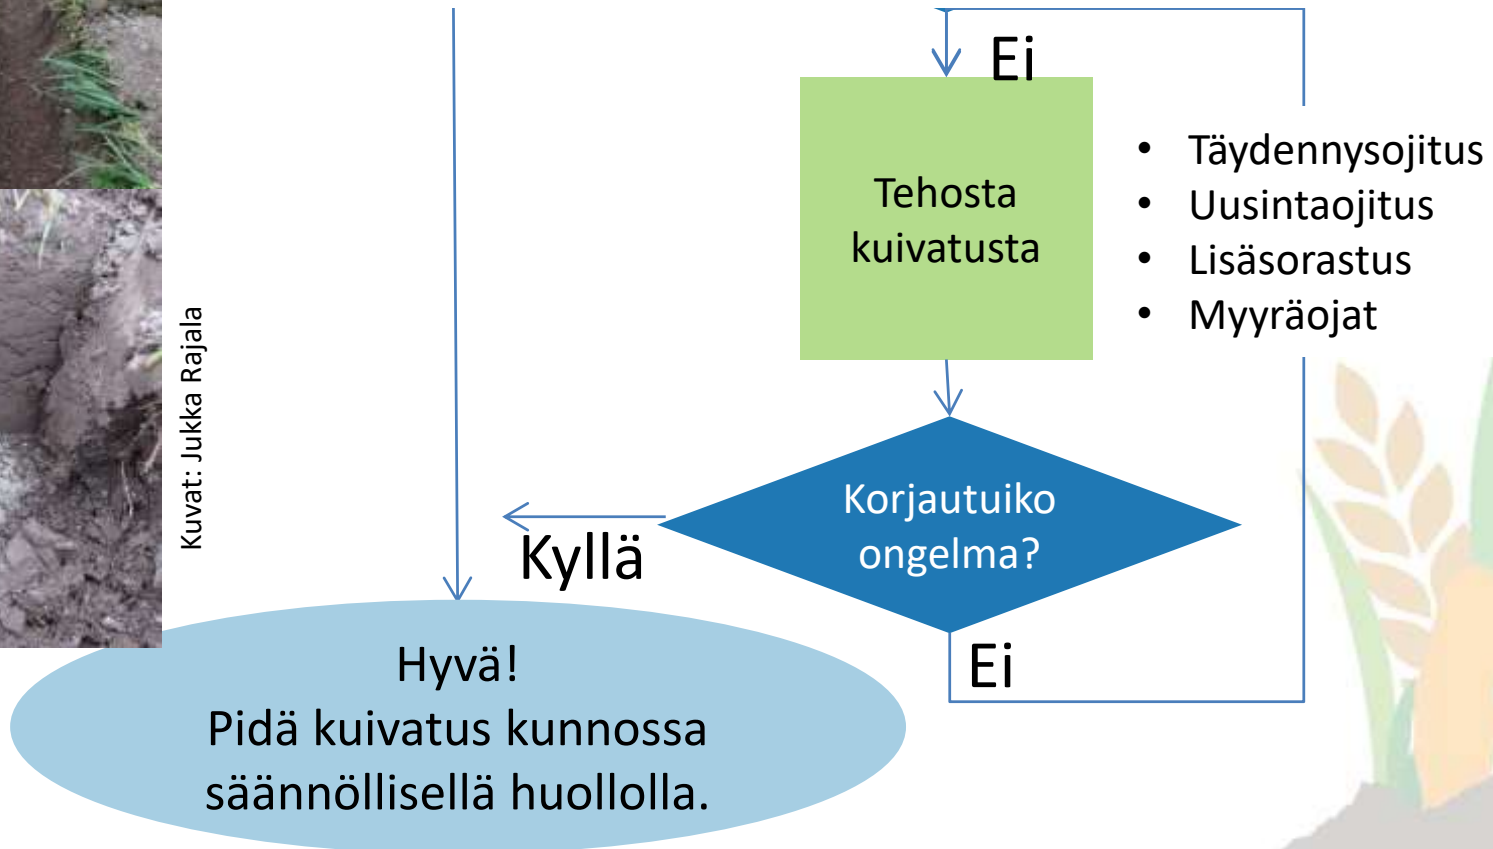 Ei
Tehosta
kuivatusta
• Täydennysojitus
• Uusintaojitus
• Lisäsorastus
• Myyräojat
Kuvat: Jukka Rajala
Korjautuiko
ongelma?
Kyllä
Ei
Hyvä!
Pidä kuivatus kunnossa
säännöllisellä huollolla.